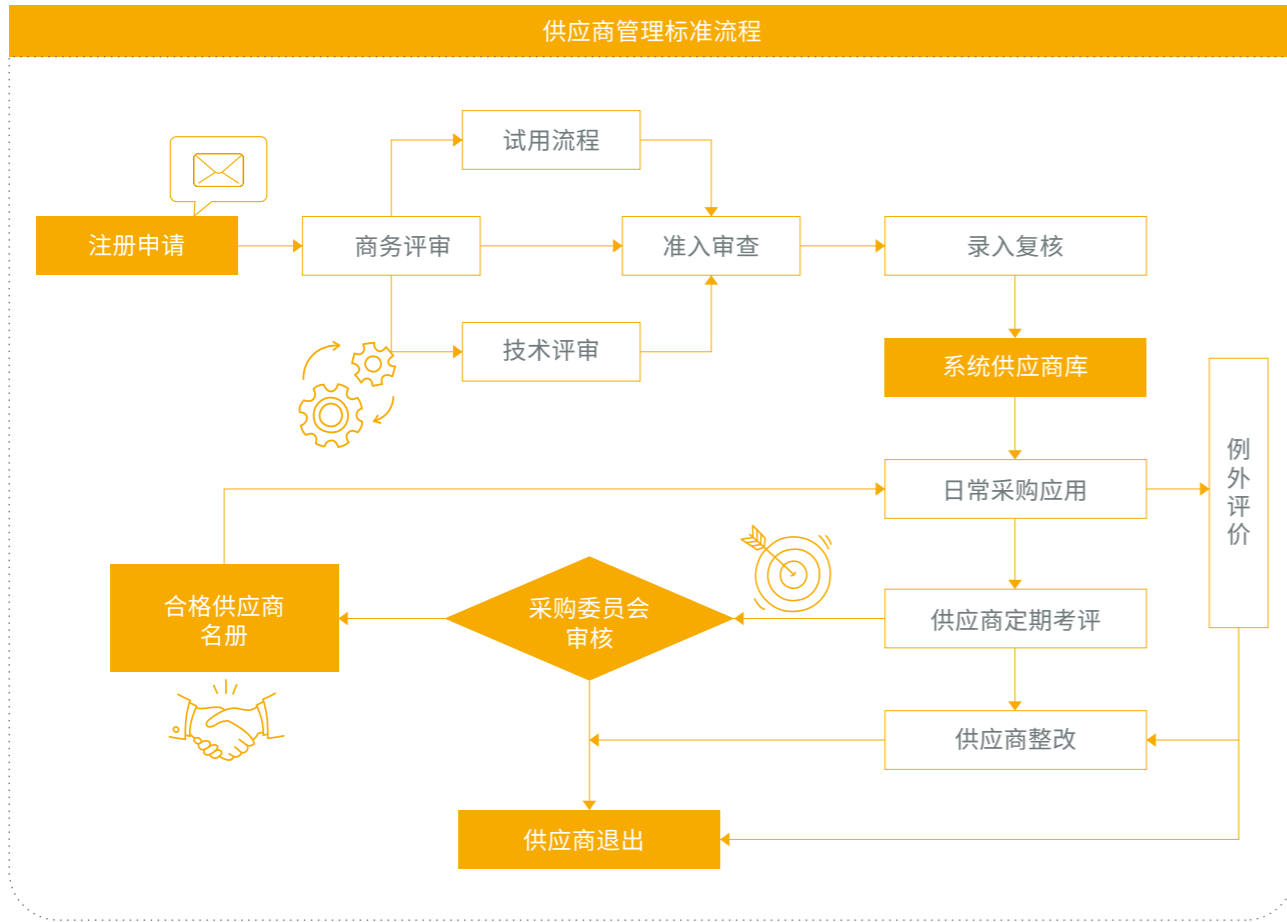 供应商管理标准流程
试用流程
注册申请
商务评审
准入审查
录入复核
技术评审
系统供应商库
例外评价
日常采购应用
合格供应商
名册
采购委员会
审核
供应商定期考评
供应商整改
供应商退出